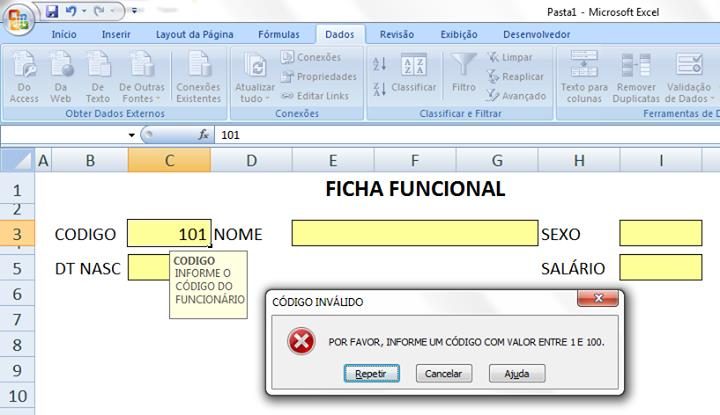 Pasta1 - Microsoft Excel
Início Inserir Layout da Página Fórmulas Dados Revisão Exibição Desenvolvedor
Do Access
Da Web
De Texto
De Outras Fontes
Conexões Existentes
Obter Dados Externos
Atualizar tudo
Conexões
Propriedades
Editar Links
Conexões
Classificar
Filtro
Limpar
Reaplicar
Avançado
Classificar e Filtrar
Texto para colunas
Remover Duplicatas
Validação de Dados
Ferramentas de D
fx 101
A B C D E F G H I
1 FICHA FUNCIONAL
2
3 CODIGO 101 NOME SEXO
4
5 DT NASC SALÁRIO
CODIGO
INFORME O
CÓDIGO DO
FUNCIONÁRIO
6
7
8
9
10
CÓDIGO INVÁLIDO
POR FAVOR, INFORME UM CÓDIGO COM VALOR ENTRE 1 E 100.
Repetir Cancelar Ajuda